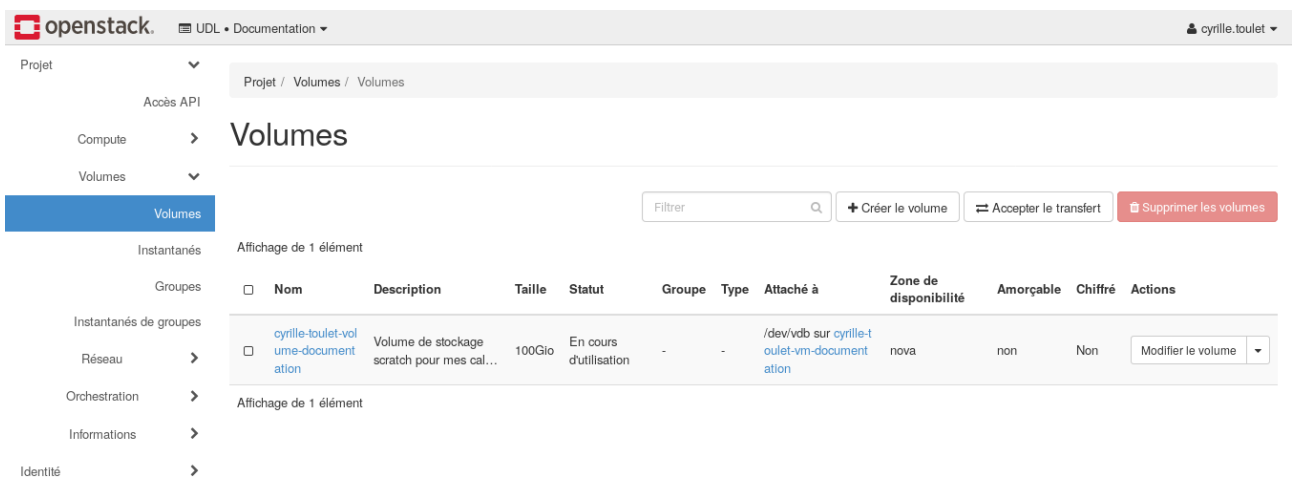 openstack. UDL • Documentation cyrille.toulet
Projet
Accès API
Compute
Volumes
Volumes
Instantanés
Groupes
Instantanés de groupes
Réseau
Orchestration
Informations
Identité
Projet / Volumes / Volumes
Volumes
Filtrer Créer le volume Accepter le transfert Supprimer les volumes
Affichage de 1 élément
Nom Description Taille Statut Groupe Type Attaché à Zone de disponibilité Amorçable Chiffré Actions
cyrille-toulet-vol
ume-document
ation
Volume de stockage
scratch pour mes cal…
100Gio
En cours
d'utilisation
-
-
/dev/vdb sur cyrille-t
oulet-vm-document
ation
nova
non
Non
Modifier le volume
Affichage de 1 élément